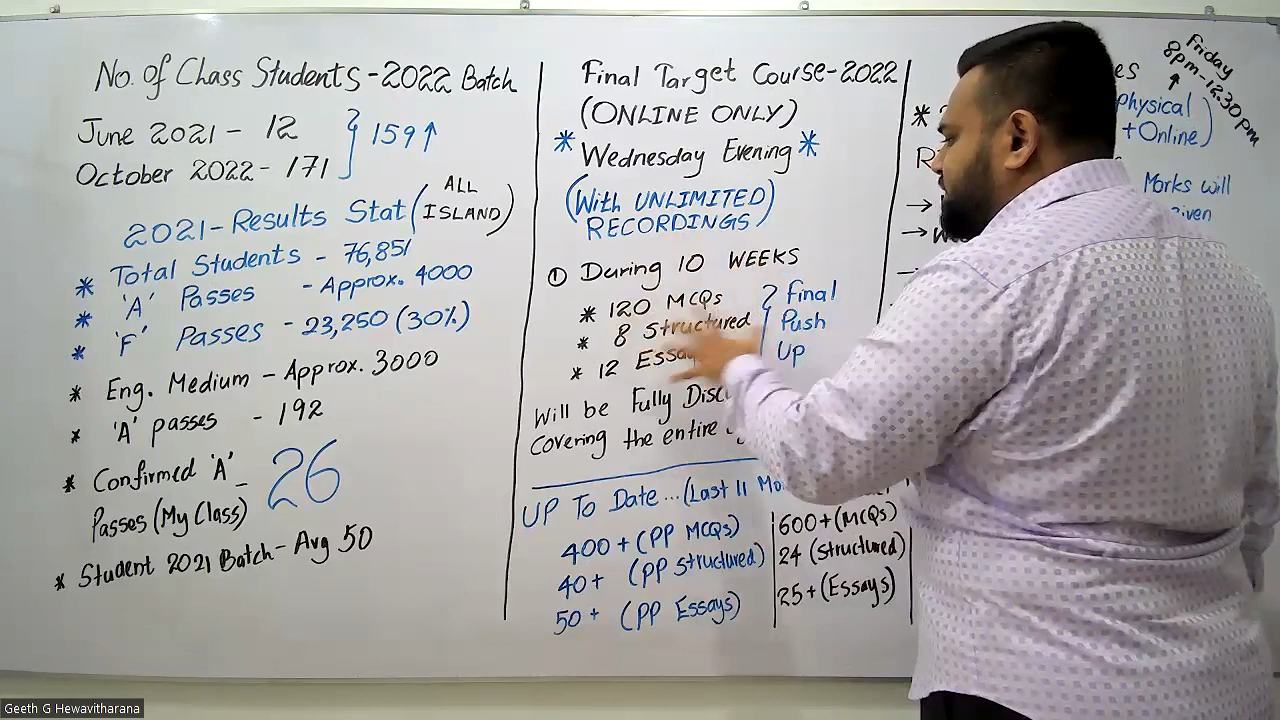 No. of Class Students - 2022 Batch
June 2021 - 12
October 2022 - 171
159↑
2021 - Results Stat (ALL ISLAND)
* Total Students - 76,851
* 'A' Passes - Approx. 4000
* 'F' Passes - 23,250 (30%)
* Eng. Medium - Approx. 3000
* 'A' passes - 192
* Confirmed 'A' -
Passes (My Class)
26
* Student 2021 Batch - Avg 50
Final Target Course - 2022
(ONLINE ONLY)
* Wednesday Evening *
(With UNLIMITED
RECORDINGS)
① During 10 WEEKS
* 120 MCQs
* 8 Structured
* 12 Essay
Final
Push
Up
Will be Fully
Covering the entire
UP To Date... (Last 11
400 + (PP MCQs)
40+ (PP Structured)
50+ (PP Essays)
600+ (MCQs)
24 (Structured)
25+ (Essays)
Friday
8pm - 12.30pm
↑
physical
+Online)
*
→
→
Marks will
given
Geeth G Hewavitharana